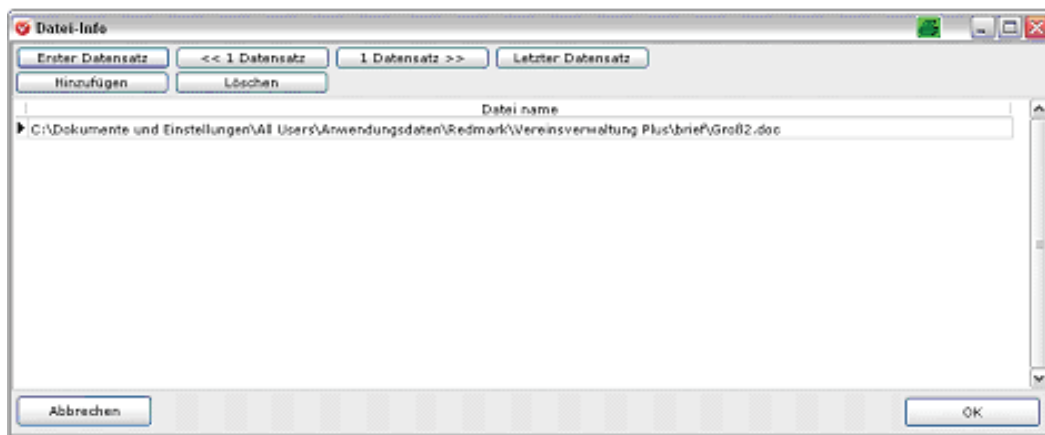 Datei-Info
Erster Datensatz << 1 Datensatz 1 Datensatz >> Letzter Datensatz
Hinzufügen Löschen
Datei name
C:\Dokumente und Einstellungen\All Users\Anwendungsdaten\Redmark\Vereinsverwaltung Plus\brief\Groß2.doc
Abbrechen OK